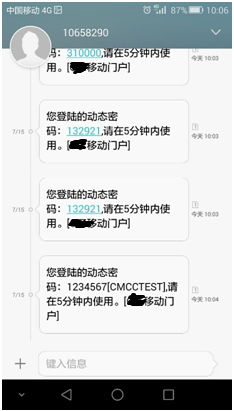 中国移动 4G 87% 10:06
10658290
码：310000,请在5分钟内使
用。[移动门户]
今天 10:03
您登陆的动态密
码：132921,请在5分钟内使
用。[移动门户]
7/15
今天 10:03
您登陆的动态密
码：132921,请在5分钟内使
用。[移动门户]
7/15
今天 10:03
您登陆的动态密
码：1234567[CMCCTEST],请
在5分钟内使用。[移动门
户]
7/15
今天 10:04
键入信息